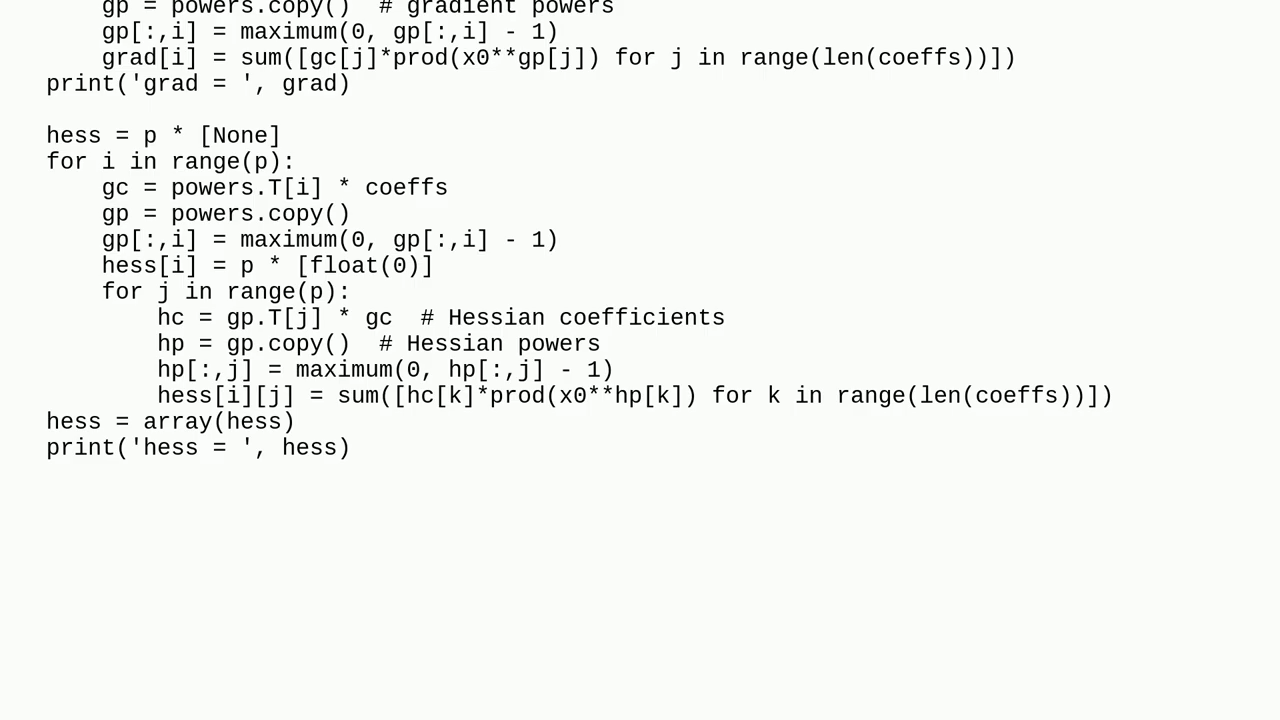 gp = powers.copy()  # gradient powers
gp[:,i] = maximum(0, gp[:,i] - 1)
grad[i] = sum([gc[j]*prod(x0**gp[j]) for j in range(len(coeffs))])
print('grad = ', grad)
hess = p * [None]
for i in range(p):
gc = powers.T[i] * coeffs
gp = powers.copy()
gp[:,i] = maximum(0, gp[:,i] - 1)
hess[i] = p * [float(0)]
for j in range(p):
hc = gp.T[j] * gc  # Hessian coefficients
hp = gp.copy()  # Hessian powers
hp[:,j] = maximum(0, hp[:,j] - 1)
hess[i][j] = sum([hc[k]*prod(x0**hp[k]) for k in range(len(coeffs))])
hess = array(hess)
print('hess = ', hess)